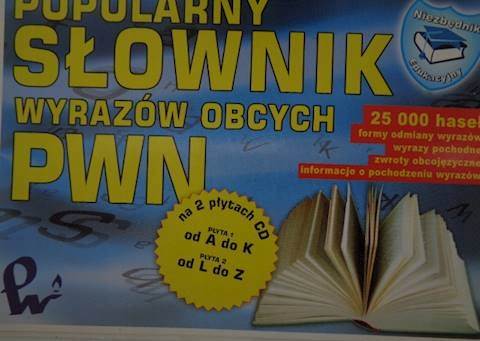 POPULARNY
SŁOWNIK
WYRAZÓW OBCYCH
PWN
Niezbędnik
Edukacyjny
25 000 haseł
formy odmiany wyrazów
wyrazy pochodne
zwroty obcojęzyczne
informacje o pochodzeniu wyrazów
na 2 płytach CD
PŁYTA 1
od A do K
PŁYTA 2
od L do Z